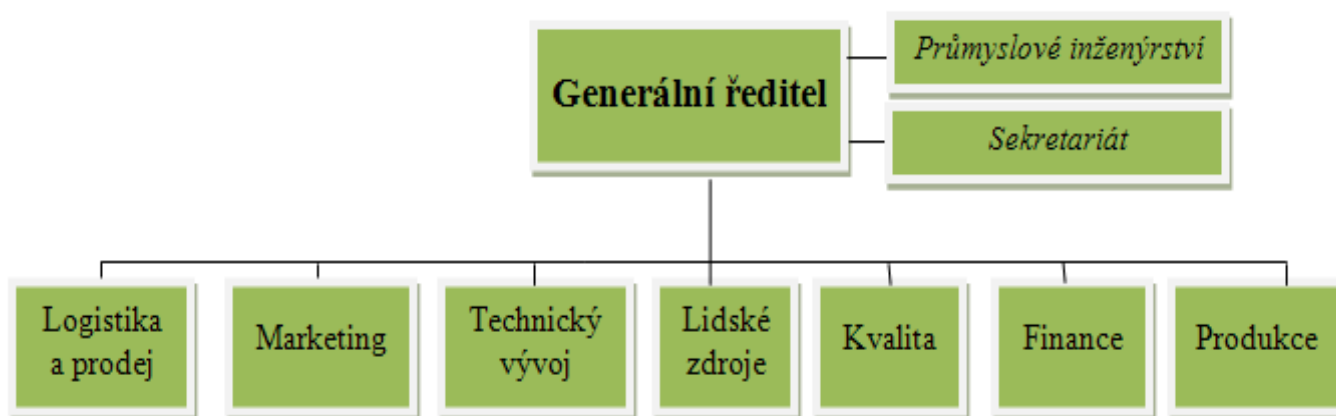 Generální ředitel
Průmyslové inženýrství
Sekretariát
Logistika
a prodej
Marketing
Technický
vývoj
Lidské
zdroje
Kvalita
Finance
Produkce